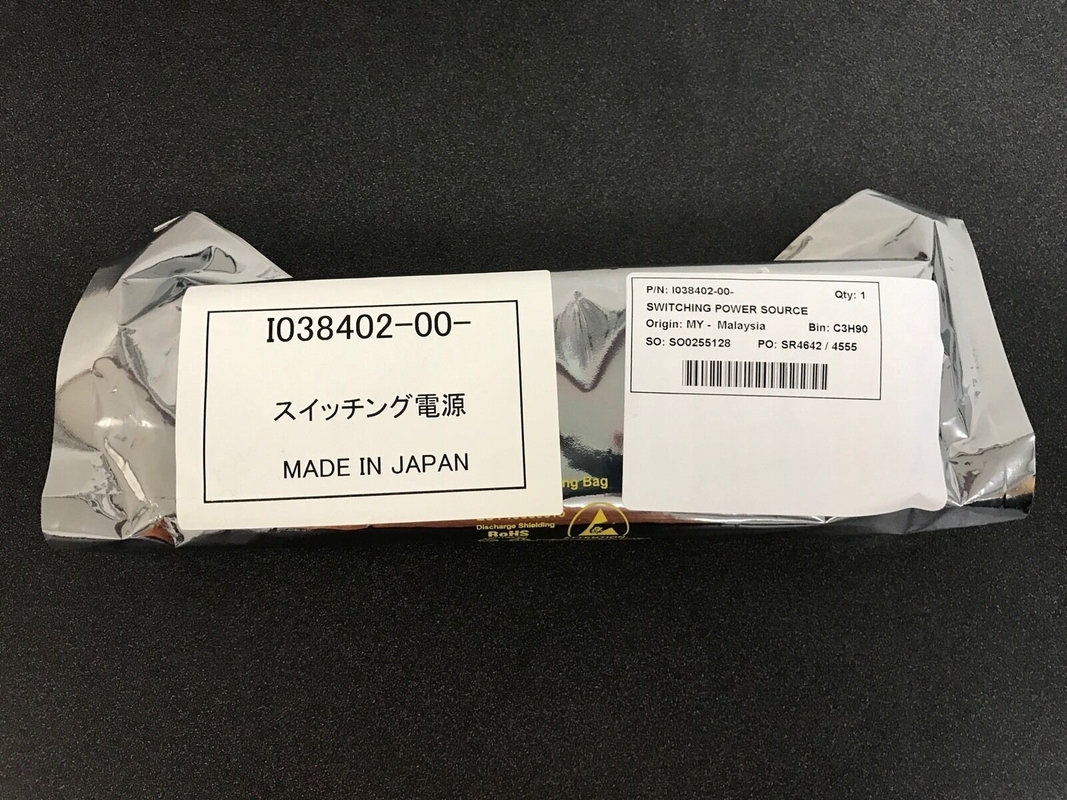 I038402-00-
スイッチング電源
MADE IN JAPAN
P/N: I038402-00-
Qty: 1
SWITCHING POWER SOURCE
Origin: MY - Malaysia
Bin: C3H90
SO: SO0255128
PO: SR4642 / 4555
Bag
Discharge Shielding
RoHS